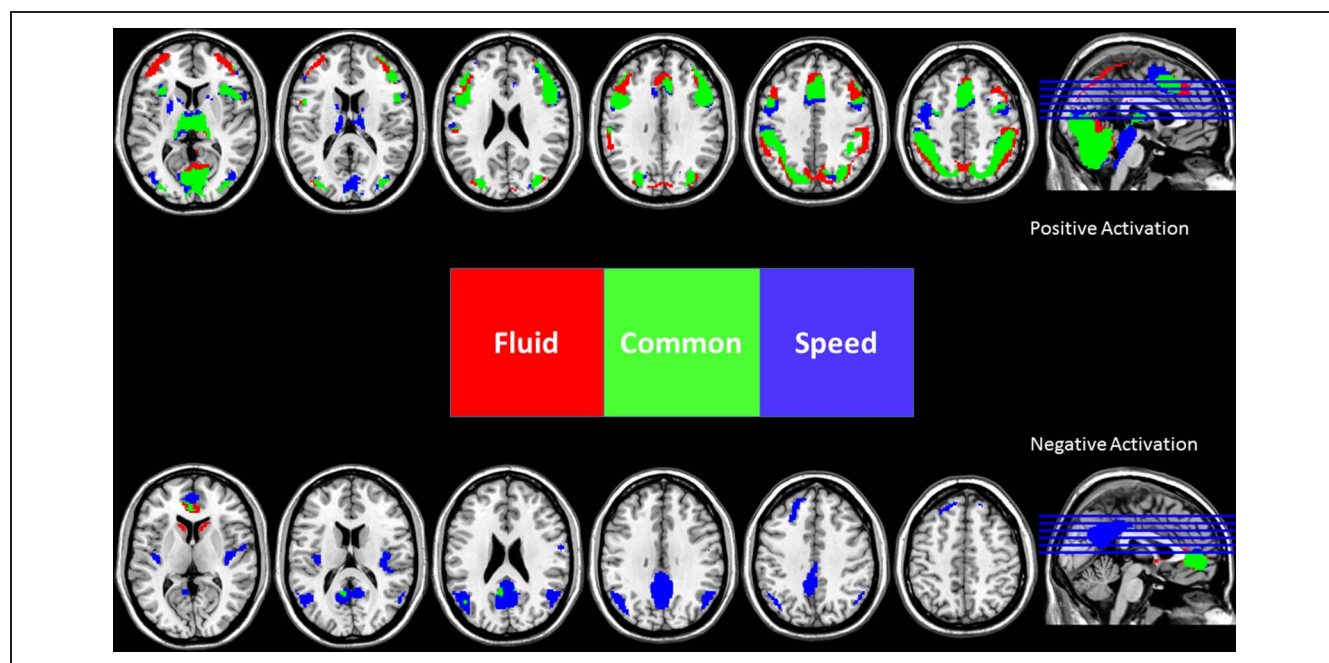 Positive Activation
Fluid
Common
Speed
Negative Activation